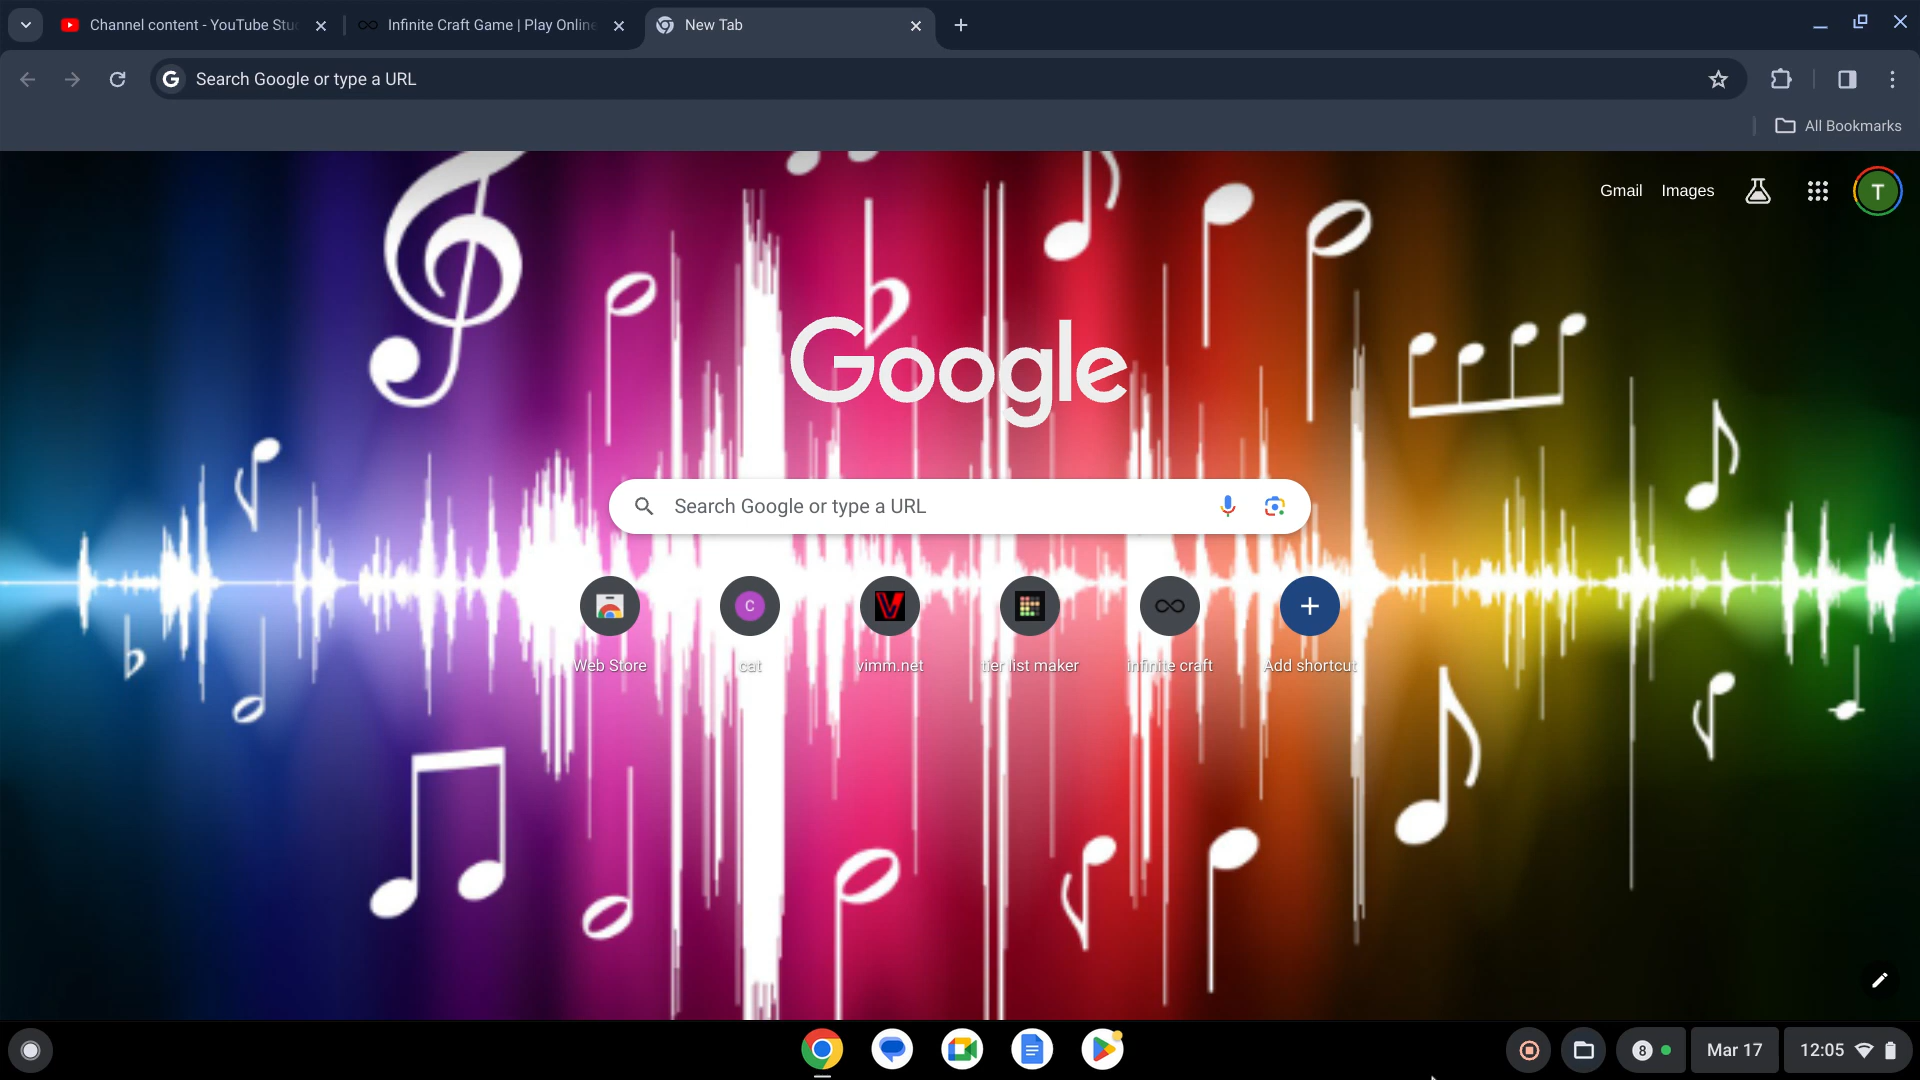 Channel content - YouTube Stu
Infinite Craft Game | Play Online
New Tab
Search Google or type a URL
All Bookmarks
Gmail
Images
T
Google
Search Google or type a URL
C
Web Store
cat
vimm.net
tier list maker
infinite craft
Add shortcut
8
Mar 17
12:05